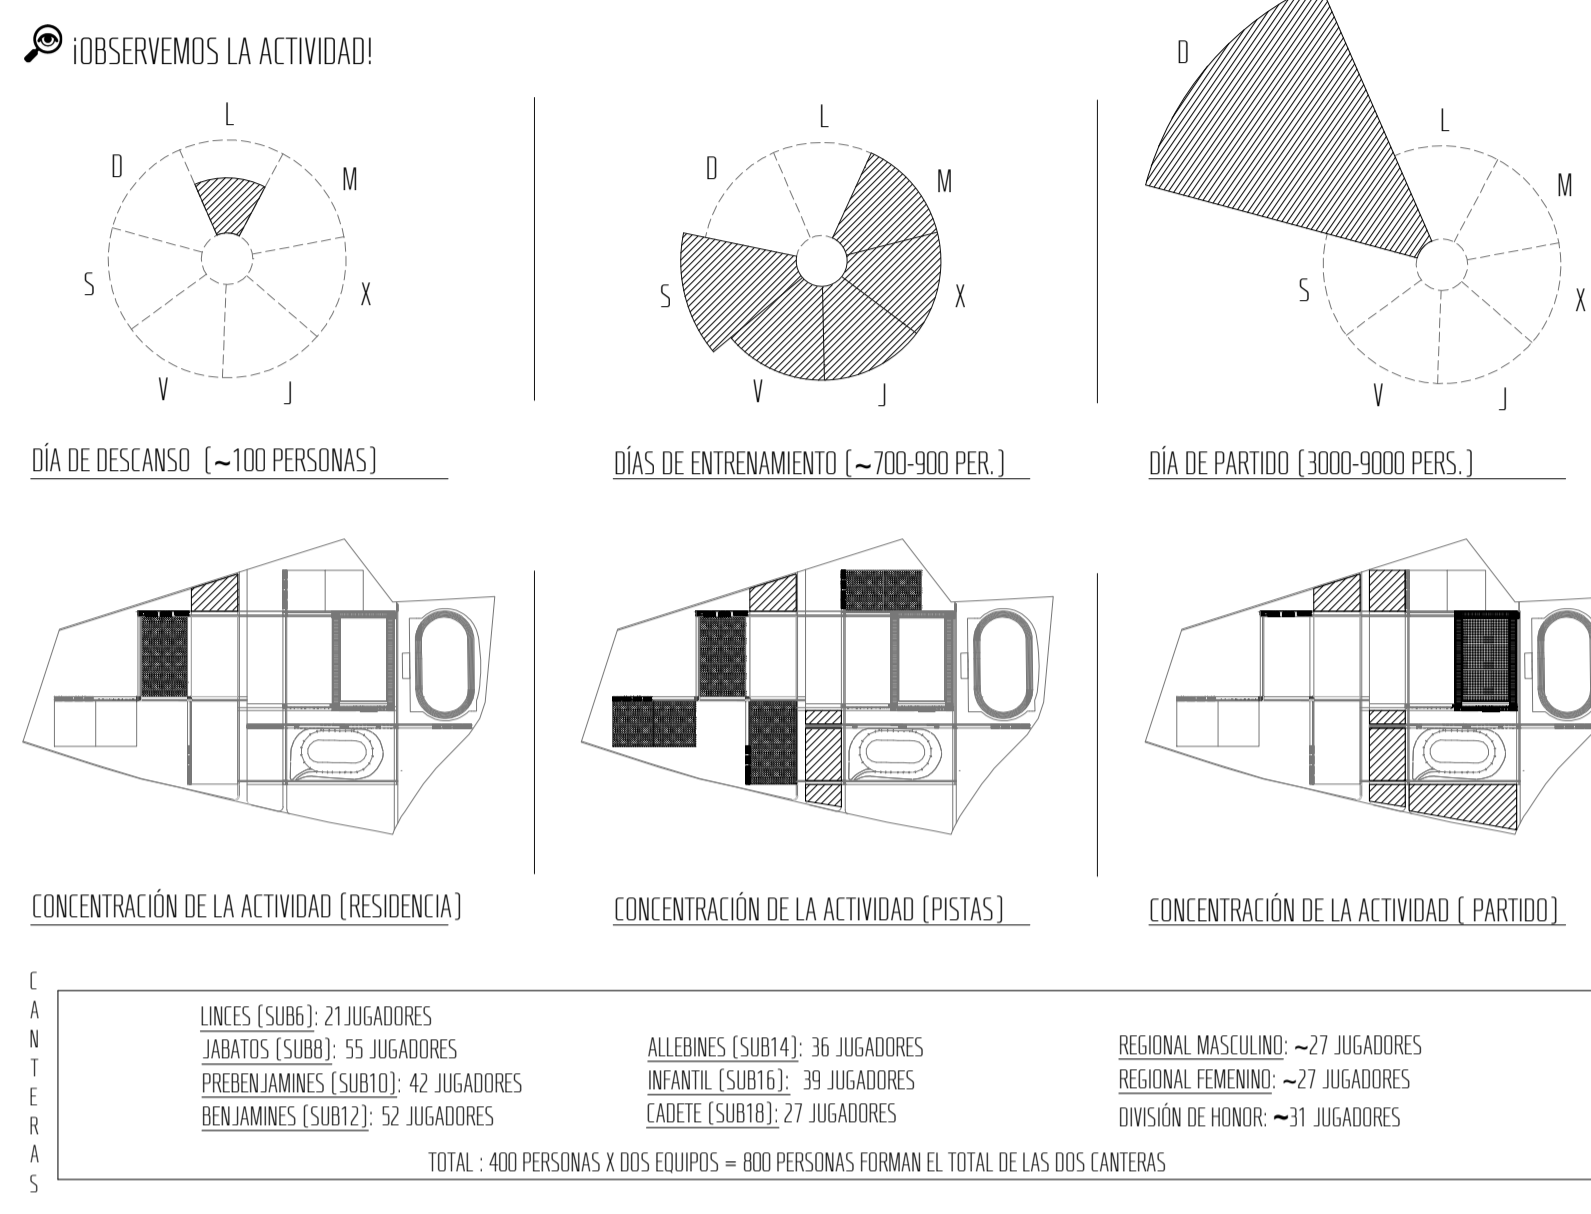 ¡OBSERVEMOS LA ACTIVIDAD!
L
M
X
J
V
S
D
L
M
X
J
V
S
D
L
M
X
J
V
S
D
DÍA DE DESCANSO (~100 PERSONAS)
DÍAS DE ENTRENAMIENTO (~700-900 PER.)
DÍA DE PARTIDO (3000-9000 PERS.)
CONCENTRACIÓN DE LA ACTIVIDAD (RESIDENCIA)
CONCENTRACIÓN DE LA ACTIVIDAD (PISTAS)
CONCENTRACIÓN DE LA ACTIVIDAD ( PARTIDO)
CANTERAS
LINCES (SUB6): 21 JUGADORES
JABATOS (SUB8): 55 JUGADORES
PREBENJAMINES (SUB10): 42 JUGADORES
BENJAMINES (SUB12): 52 JUGADORES
ALLEBINES (SUB14): 36 JUGADORES
INFANTIL (SUB16): 39 JUGADORES
CADETE (SUB18): 27 JUGADORES
REGIONAL MASCULINO: ~27 JUGADORES
REGIONAL FEMENINO: ~27 JUGADORES
DIVISIÓN DE HONOR: ~31 JUGADORES
TOTAL : 400 PERSONAS X DOS EQUIPOS = 800 PERSONAS FORMAN EL TOTAL DE LAS DOS CANTERAS